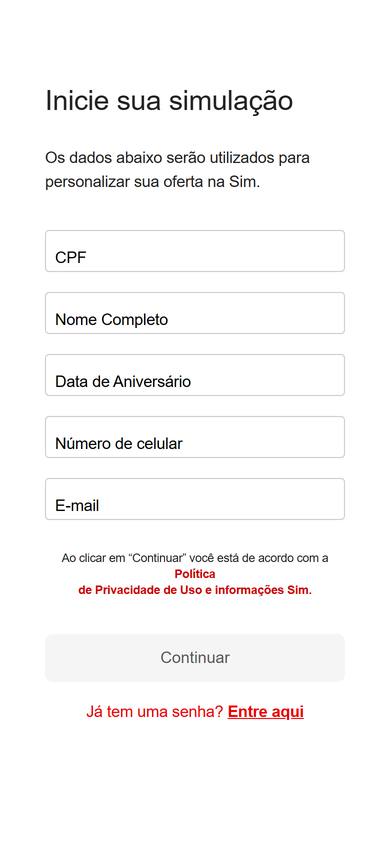 Inicie sua simulação
Os dados abaixo serão utilizados para
personalizar sua oferta na Sim.
CPF
Nome Completo
Data de Aniversário
Número de celular
E-mail
Ao clicar em “Continuar” você está de acordo com a
Política
de Privacidade de Uso e informações Sim.
Continuar
Já tem uma senha? Entre aqui